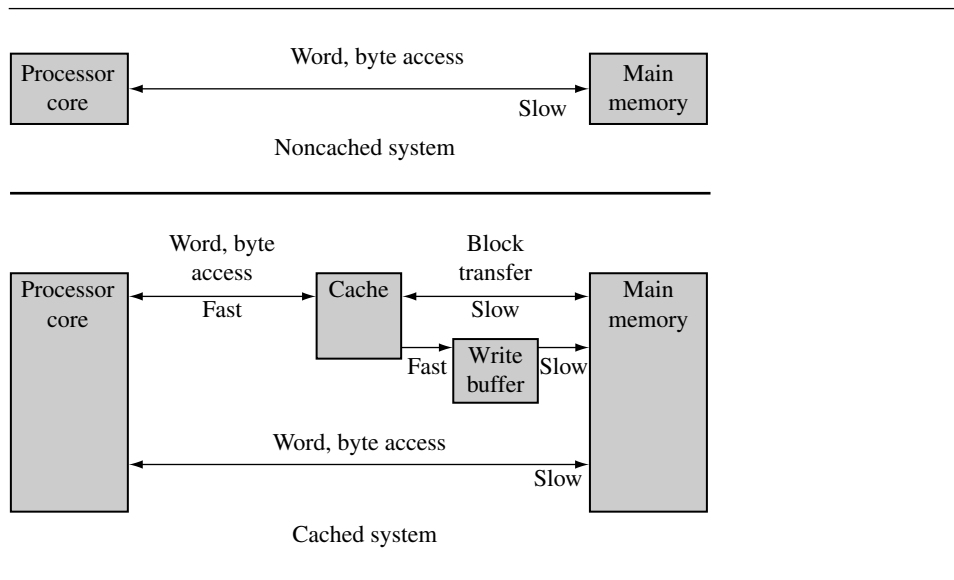 Word, byte access
Processor
core
Main
memory
Slow
Noncached system
Word, byte
access
Block
transfer
Processor
core
Fast
Cache
Slow
Main
memory
Fast
Write
buffer
Slow
Word, byte access
Slow
Cached system